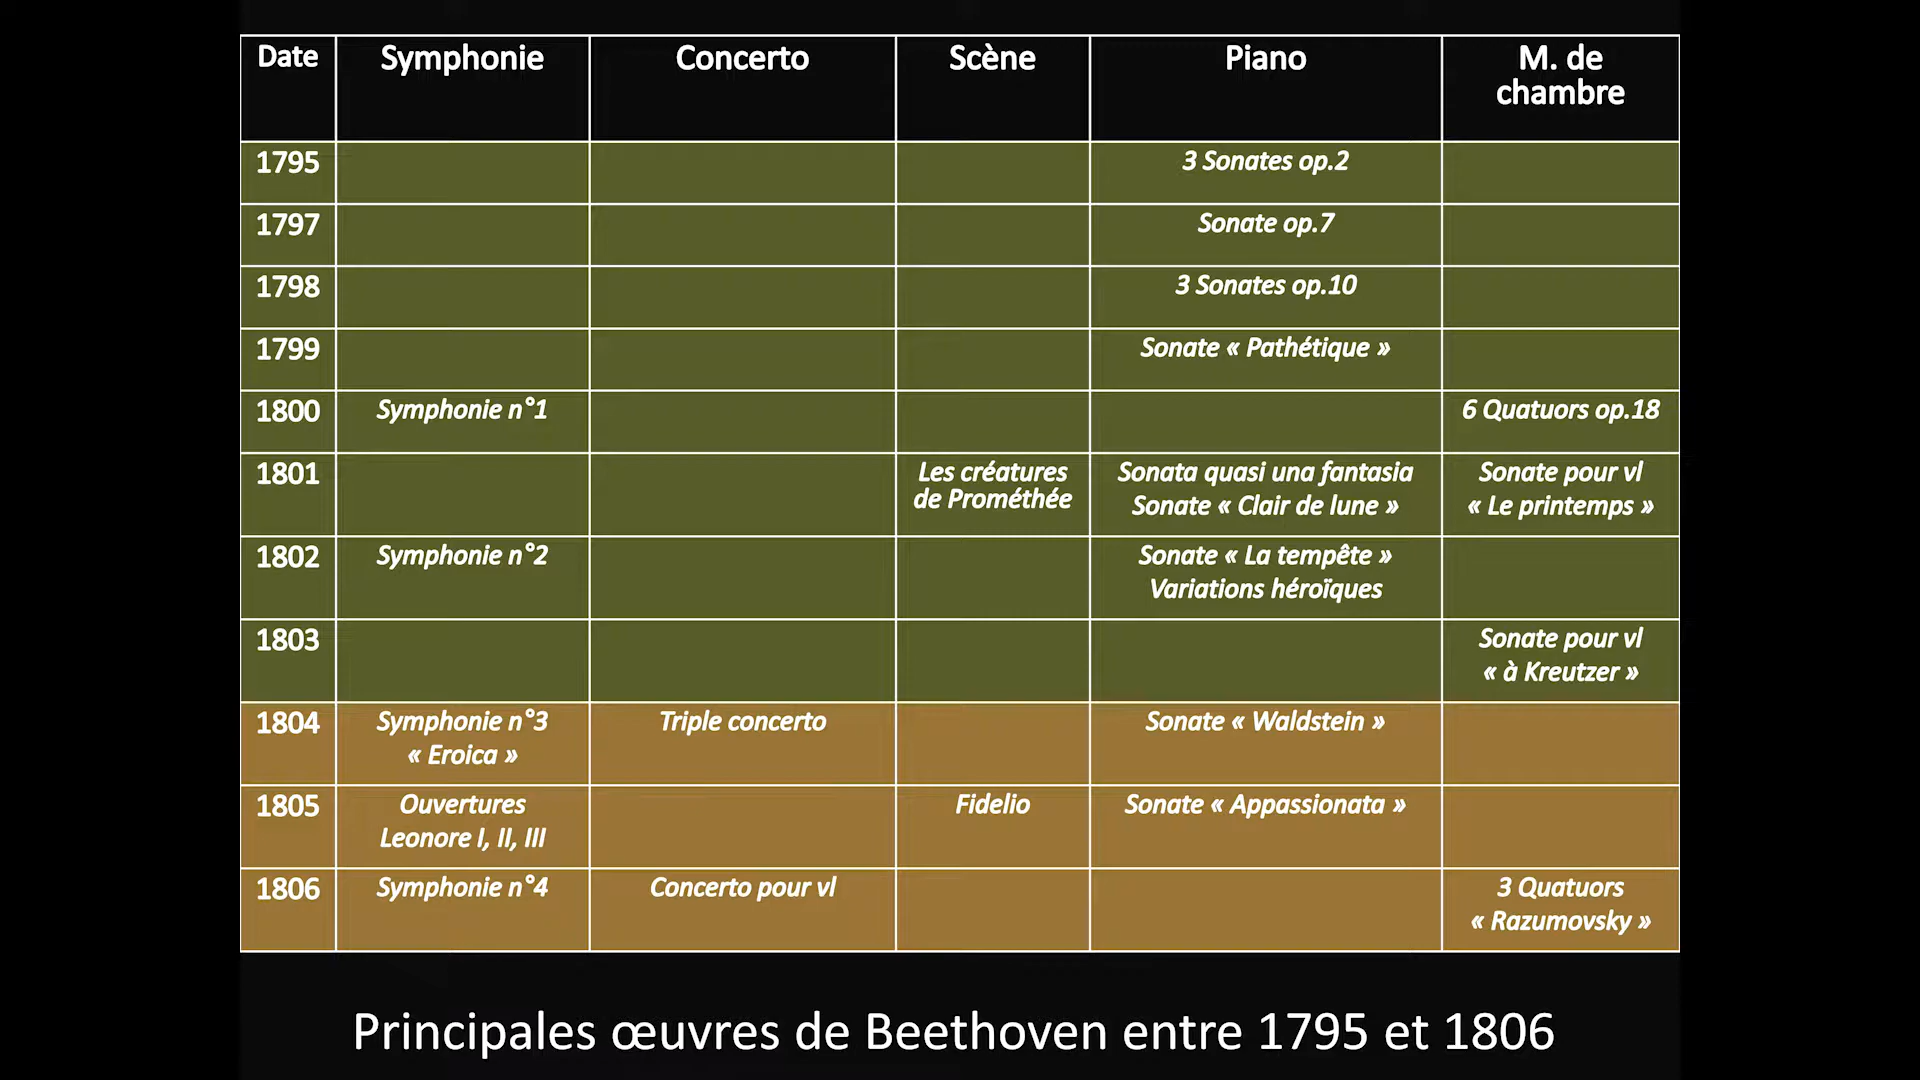 Date Symphonie Concerto Scène Piano M. de
chambre
1795 3 Sonates op.2
1797 Sonate op.7
1798 3 Sonates op.10
1799 Sonate « Pathétique »
1800 Symphonie n°1 6 Quatuors op.18
1801 Les créatures Sonata quasi una fantasia Sonate pour vl
de Prométhée Sonate « Clair de lune » « Le printemps »
1802 Symphonie n°2 Sonate « La tempête »
Variations héroïques
1803 Sonate pour vl
« à Kreutzer »
1804 Symphonie n°3 Triple concerto Sonate « Waldstein »
« Eroica »
1805 Ouvertures Fidelio Sonate « Appassionata »
Leonore I, II, III
1806 Symphonie n°4 Concerto pour vl 3 Quatuors
« Razumovsky »
Principales œuvres de Beethoven entre 1795 et 1806